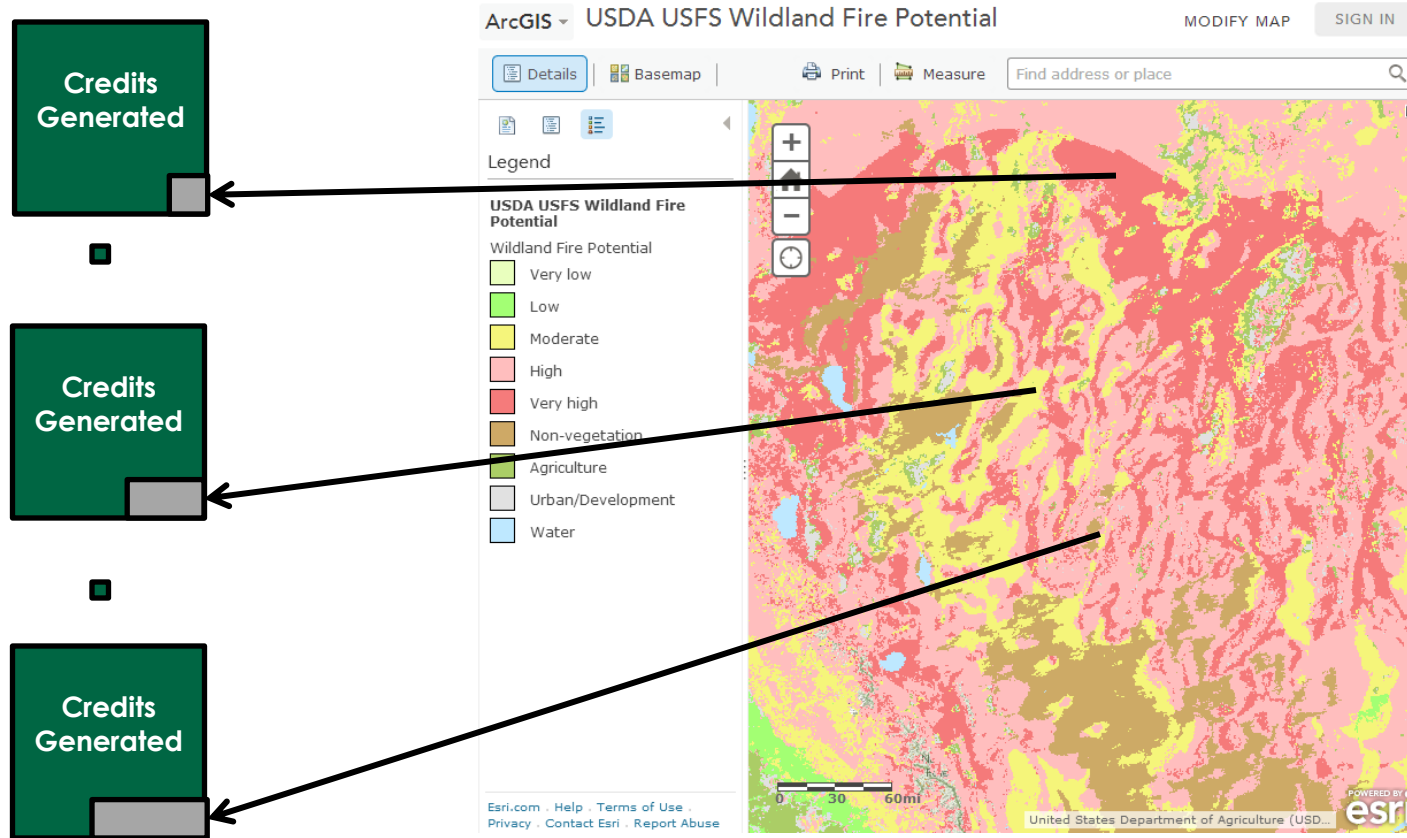 Credits
Generated
Credits
Generated
Credits
Generated
ArcGIS USDA USFS Wildland Fire Potential
MODIFY MAP
SIGN IN
Details
Basemap
Print
Measure
Find address or place
Legend
USDA USFS Wildland Fire
Potential
Wildland Fire Potential
Very low
Low
Moderate
High
Very high
Non-vegetation
Agriculture
Urban/Development
Water
Esri.com . Help . Terms of Use .
Privacy . Contact Esri . Report Abuse
+
−
0 30 60mi
United States Department of Agriculture (USD...
POWERED BY
esri